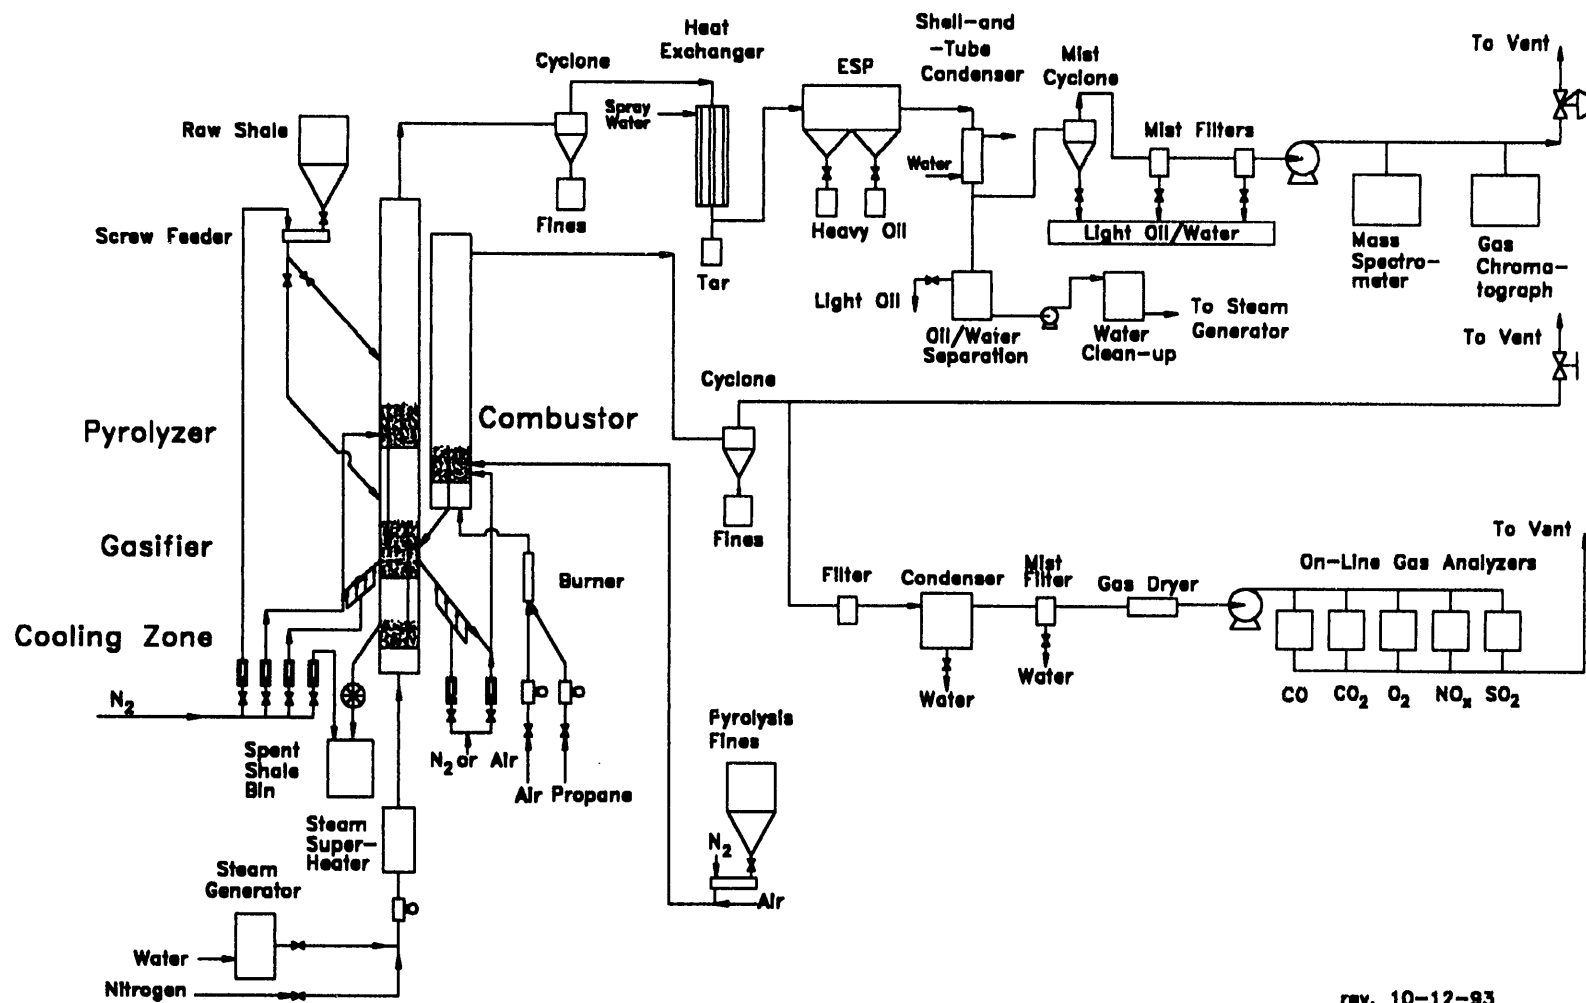 Shell-and
-Tube
Condenser
Heat
Exchanger
Mist
Cyclone
To Vent
Cyclone
ESP
Spray
Water
Raw Shale
Mist Filters
Water
Fines
Heavy Oil
Light Oil/Water
Screw Feeder
Mass
Spectro-
meter
Gas
Chroma-
tograph
Tar
Light Oil
To Steam
Generator
Oil/Water
Separation
Water
Clean-up
To Vent
Cyclone
Pyrolyzer
Combustor
Fines
To Vent
Gasifier
Burner
Filter
Condenser
Mist
Filter
Gas Dryer
On-Line Gas Analyzers
Cooling Zone
Water
Water
CO
CO2
O2
NOx
SO2
N2
Spent
Shale
Bin
N2 or Air
Air Propane
Pyrolysis
Fines
Steam
Super-
Heater
N2
Air
Steam
Generator
Water
Nitrogen
rev. 10-12-93